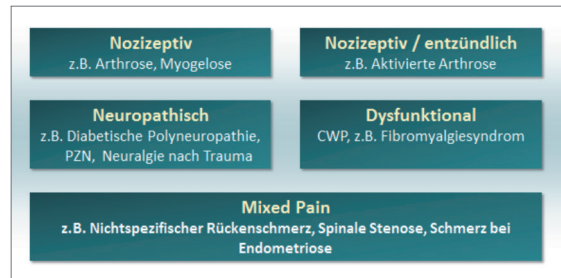 Nozizeptiv
z.B. Arthrose, Myogelose
Nozizeptiv / entzündlich
z.B. Aktivierte Arthrose
Neuropathisch
z.B. Diabetische Polyneuropathie,
PZN, Neuralgie nach Trauma
Dysfunktional
CWP, z.B. Fibromyalgiesyndrom
Mixed Pain
z.B. Nichtspezifischer Rückenschmerz, Spinale Stenose, Schmerz bei
Endometriose